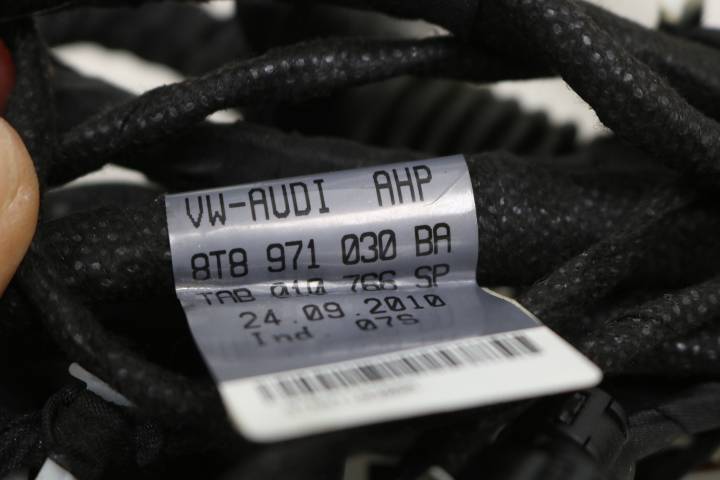 VW-AUDI AHP
8T8 971 030 BA
TAB 010 766 SP
24.09.2010
Ind 07S